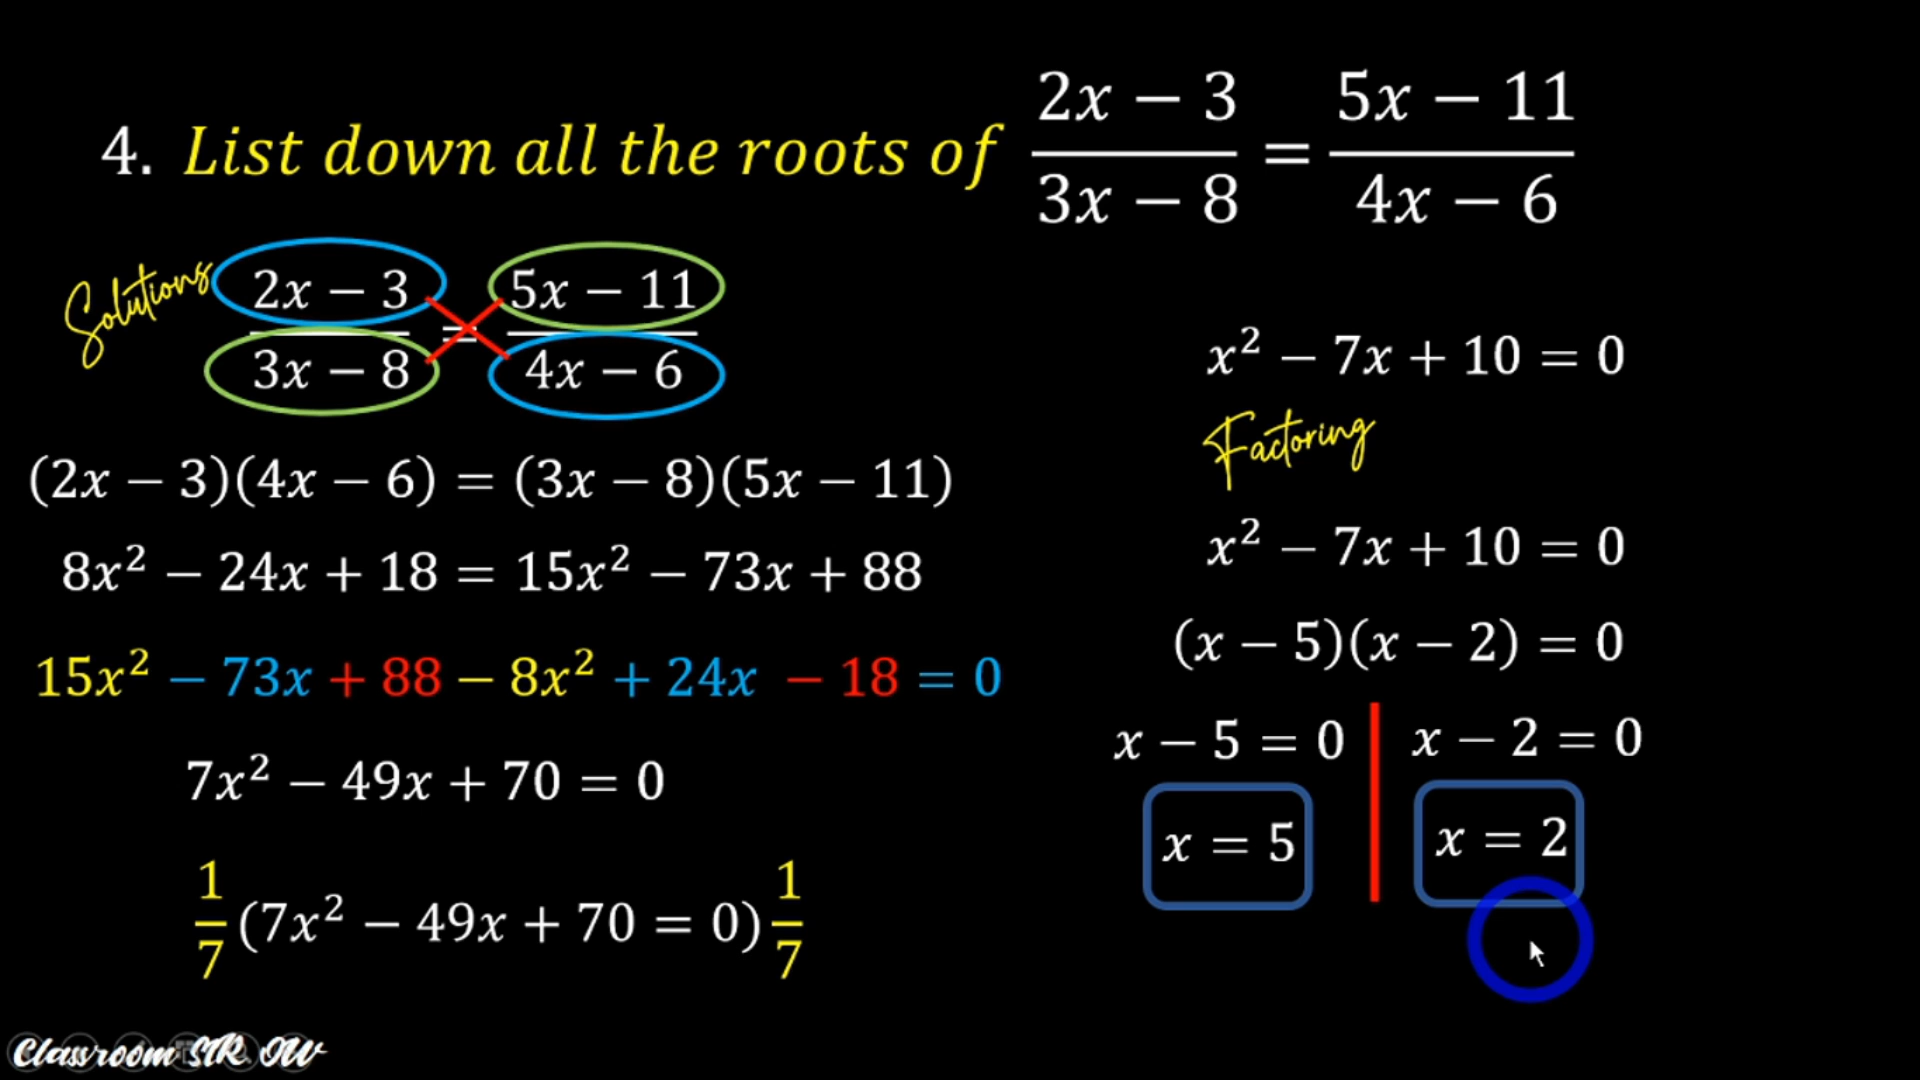 4. List down all the roots of (2x − 3)/(3x − 8) = (5x − 11)/(4x − 6)
Solutions
(2x − 3)/(3x − 8) = (5x − 11)/(4x − 6)
(2x − 3)(4x − 6) = (3x − 8)(5x − 11)
8x² − 24x + 18 = 15x² − 73x + 88
15x² − 73x + 88 − 8x² + 24x − 18 = 0
7x² − 49x + 70 = 0
1/7 (7x² − 49x + 70 = 0) 1/7
x² − 7x + 10 = 0
Factoring
x² − 7x + 10 = 0
(x − 5)(x − 2) = 0
x − 5 = 0
x = 5
x − 2 = 0
x = 2
Classroom SIR OW